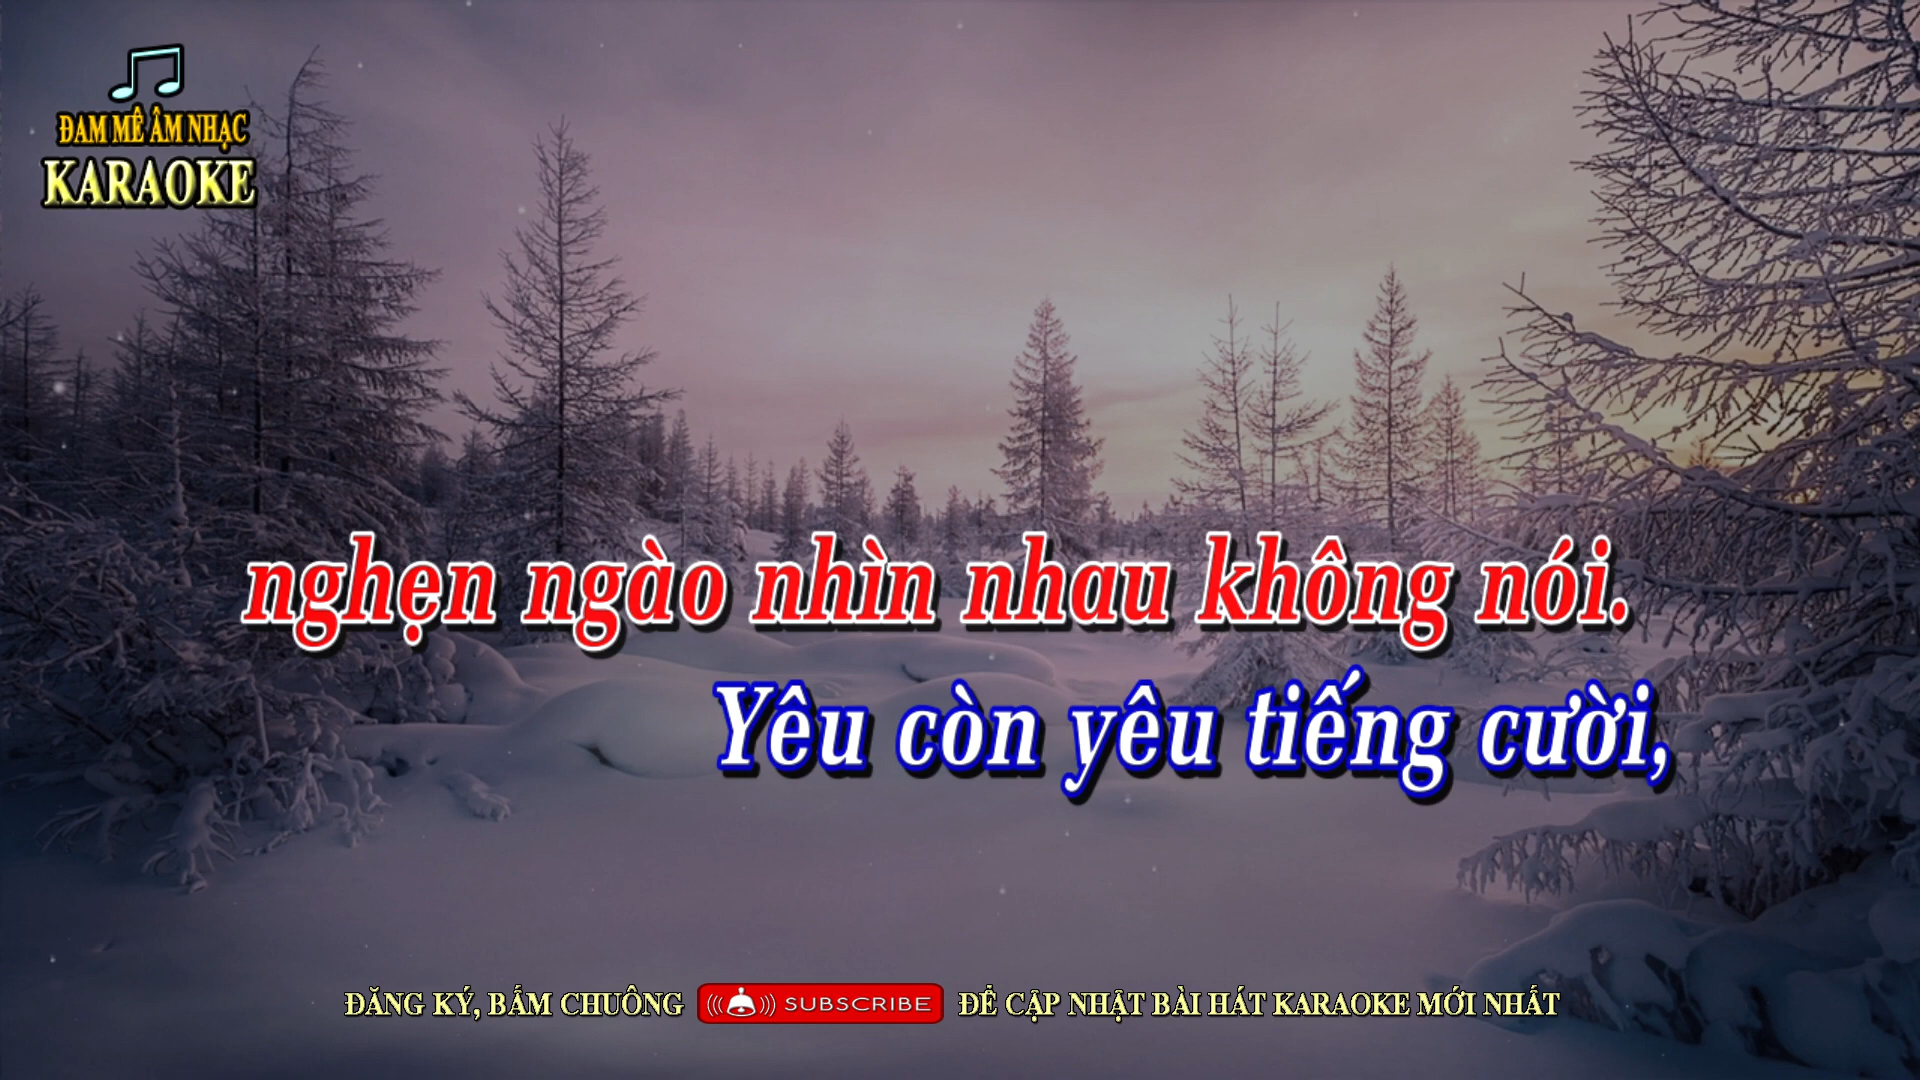 ĐAM MÊ ÂM NHẠC
KARAOKE
nghẹn ngào nhìn nhau không nói.
Yêu còn yêu tiếng cười,
ĐĂNG KÝ, BẤM CHUÔNG SUBSCRIBE ĐỂ CẬP NHẬT BÀI HÁT KARAOKE MỚI NHẤT